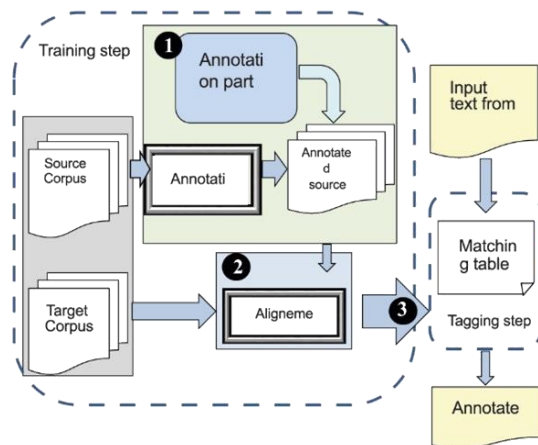 Training step
1
Annotati
on part
Source
Corpus
Annotati
Annotate
d
source
2
Target
Corpus
Aligneme
3
Input
text from
Matchin
g table
Tagging step
Annotate